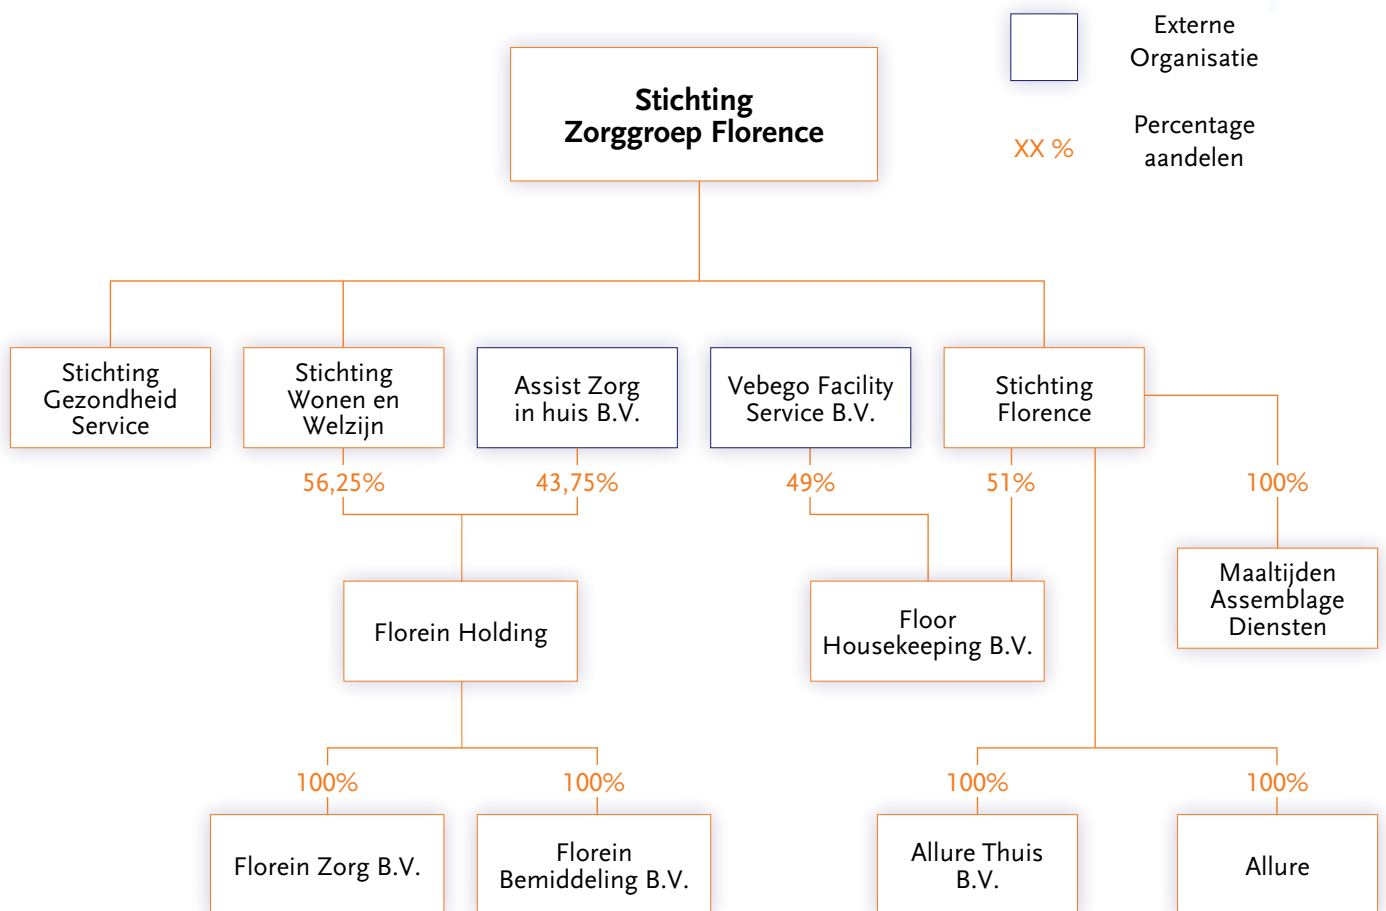 Externe
Organisatie
XX %
Percentage
aandelen
Stichting
Zorggroep Florence
Stichting
Gezondheid
Service
Stichting
Wonen en
Welzijn
Assist Zorg
in huis B.V.
Vebego Facility
Service B.V.
Stichting
Florence
56,25%
43,75%
49%
51%
100%
Florein Holding
Floor
Housekeeping B.V.
Maaltijden
Assemblage
Diensten
100%
100%
100%
100%
Florein Zorg B.V.
Florein
Bemiddeling B.V.
Allure Thuis
B.V.
Allure